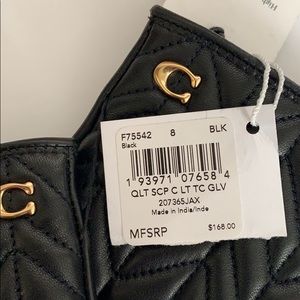 High
F75542 8 BLK
Black
1 93971 07658 4
QLT SCP C LT TC GLV
207365JAX
Made in India/Inde
MFSRP $168.00